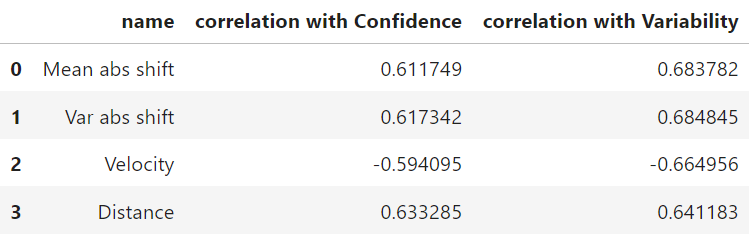 name correlation with Confidence correlation with Variability
0 Mean abs shift 0.611749 0.683782
1 Var abs shift 0.617342 0.684845
2 Velocity -0.594095 -0.664956
3 Distance 0.633285 0.641183